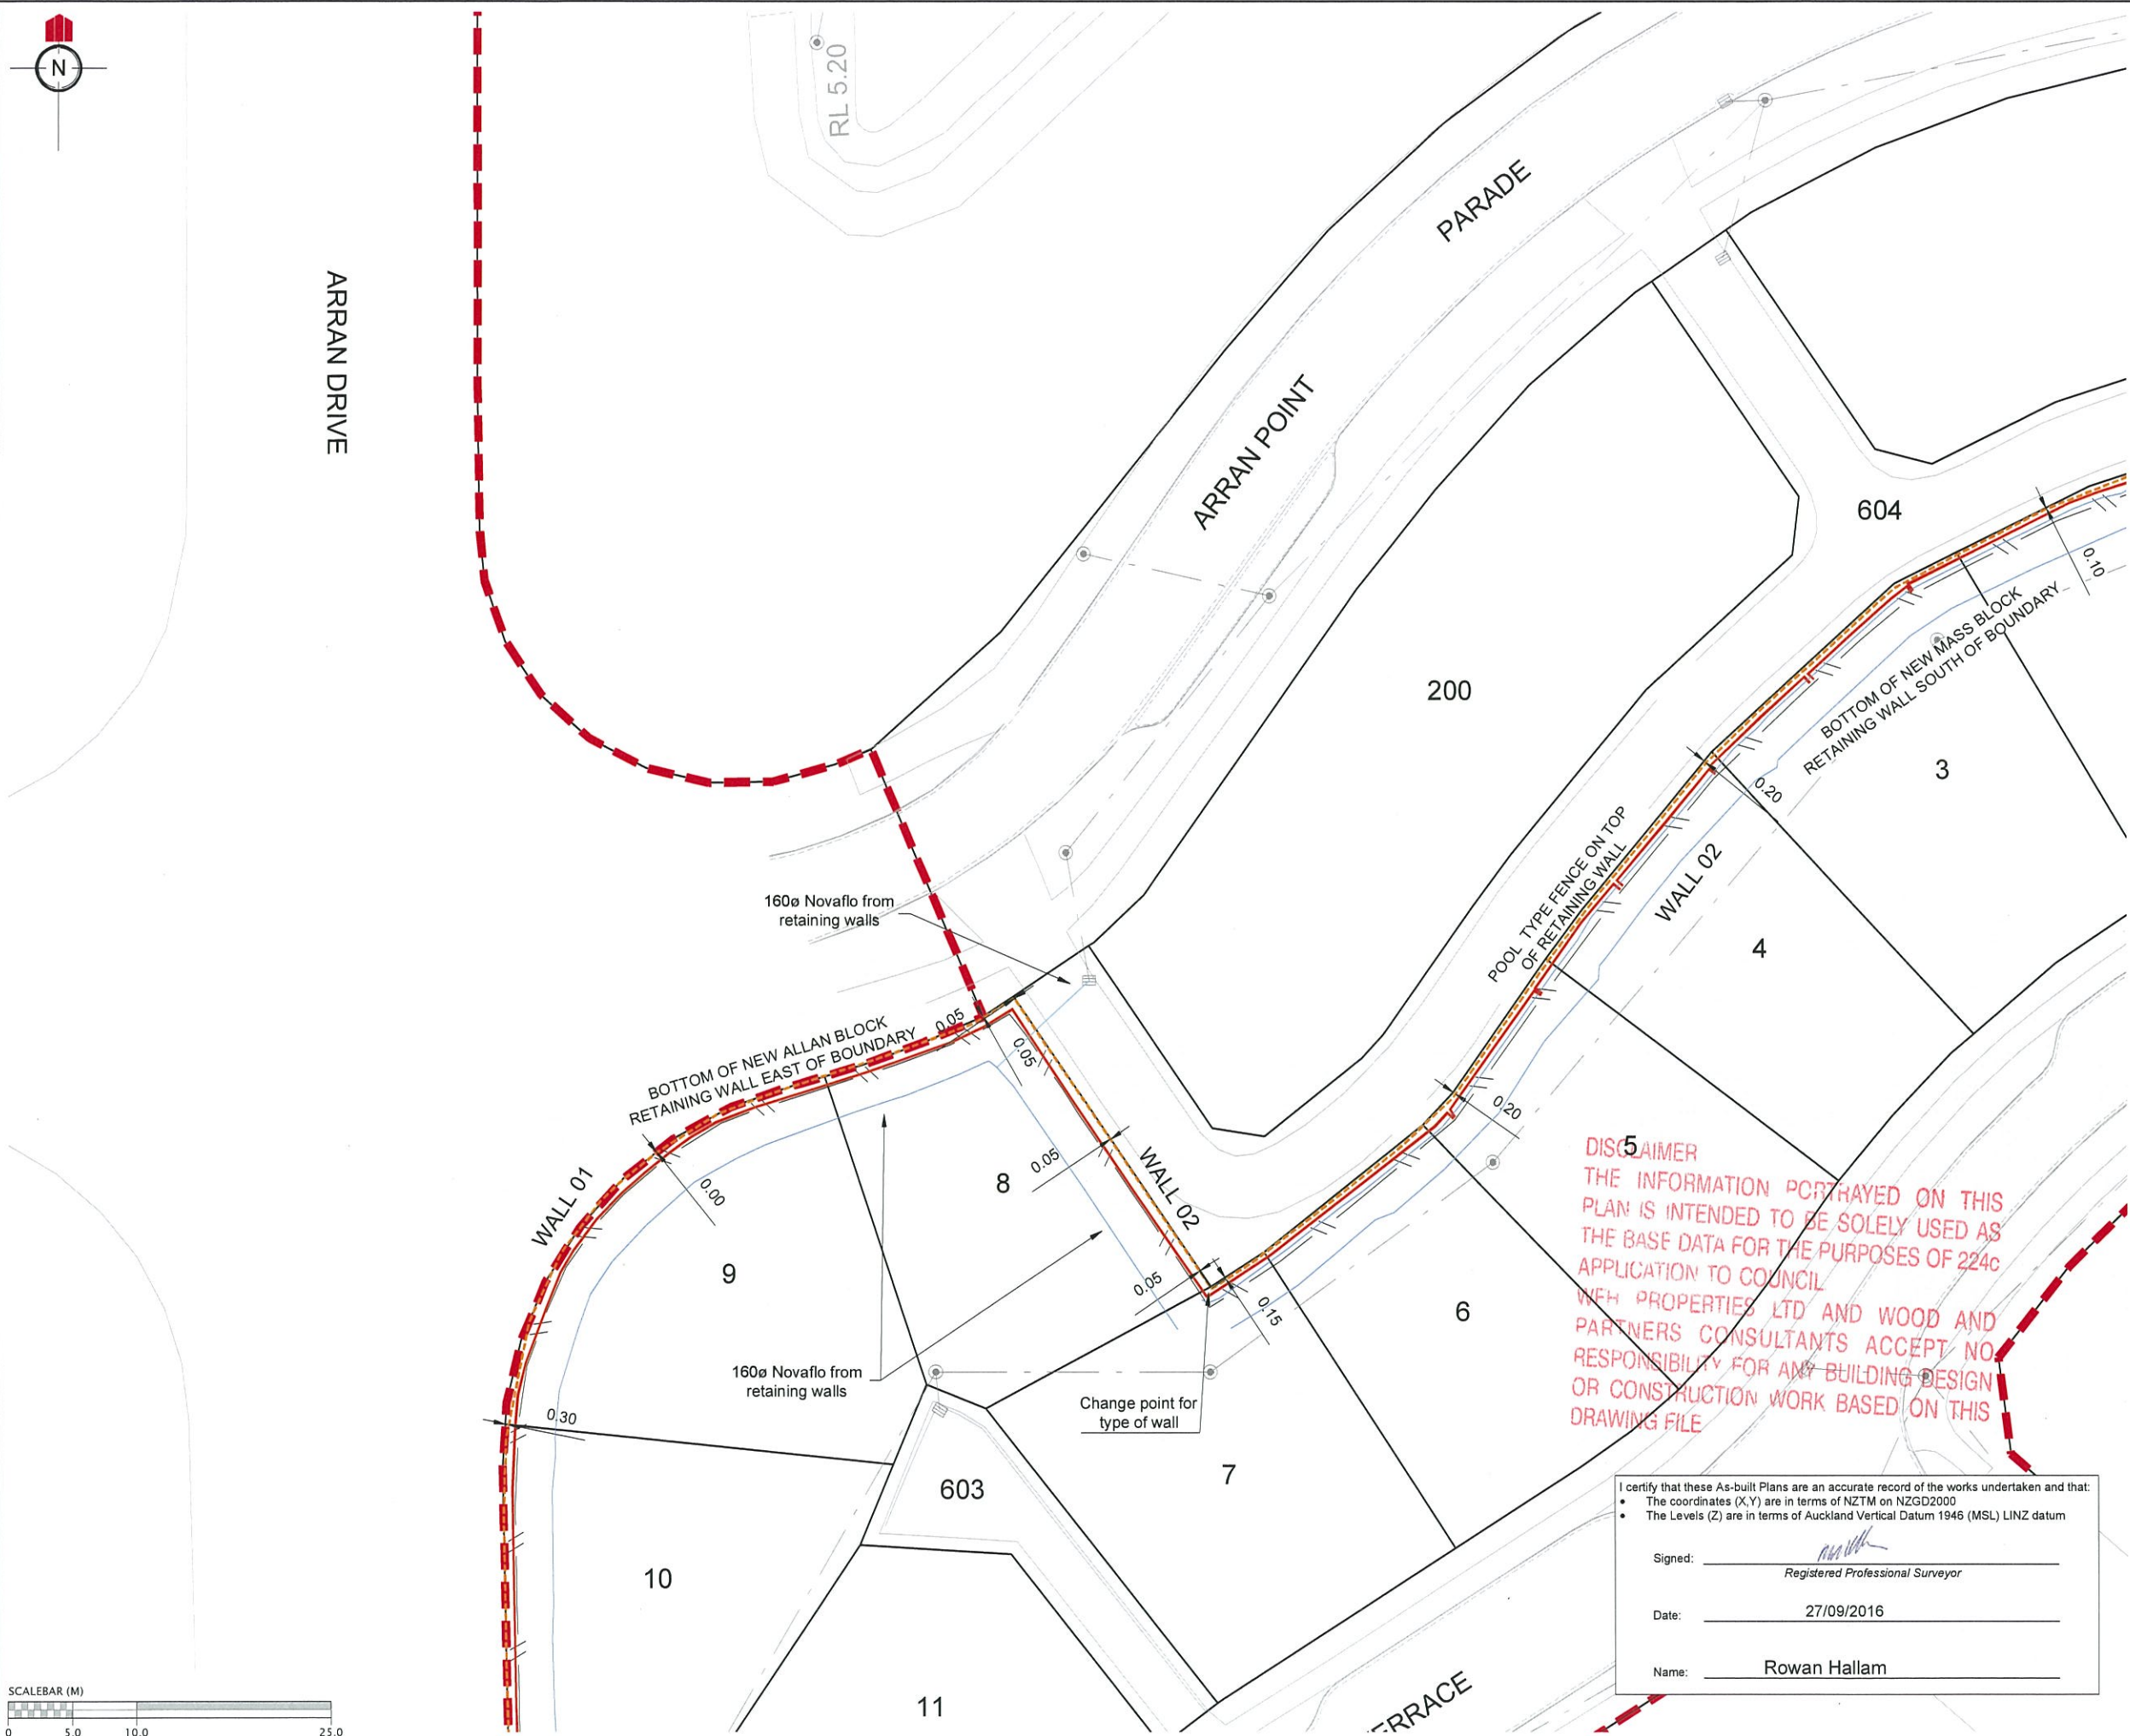 N
RL 5.20
ARRAN DRIVE
PARADE
ARRAN POINT
604
0.10
BOTTOM OF NEW MASS BLOCK
RETAINING WALL SOUTH OF BOUNDARY
200
3
0.20
POOL TYPE FENCE ON TOP
OF RETAINING WALL
WALL 02
4
160ø Novaflo from
retaining walls
BOTTOM OF NEW ALLAN BLOCK
RETAINING WALL EAST OF BOUNDARY
0.05
0.05
0.20
5
WALL 01
0.00
8
0.05
WALL 02
9
0.05
0.15
6
DISCLAIMER
THE INFORMATION PORTRAYED ON THIS
PLAN IS INTENDED TO BE SOLELY USED AS
THE BASE DATA FOR THE PURPOSES OF 224c
APPLICATION TO COUNCIL
WFH PROPERTIES LTD AND WOOD AND
PARTNERS CONSULTANTS ACCEPT NO
RESPONSIBILITY FOR ANY BUILDING DESIGN
OR CONSTRUCTION WORK BASED ON THIS
DRAWING FILE
160ø Novaflo from
retaining walls
0.30
Change point for
type of wall
7
603
10
11
ERRACE
I certify that these As-built Plans are an accurate record of the works undertaken and that:
• The coordinates (X,Y) are in terms of NZTM on NZGD2000
• The Levels (Z) are in terms of Auckland Vertical Datum 1946 (MSL) LINZ datum
Signed:
Registered Professional Surveyor
Date: 27/09/2016
Name: Rowan Hallam
SCALEBAR (M)
0 5.0 10.0 25.0